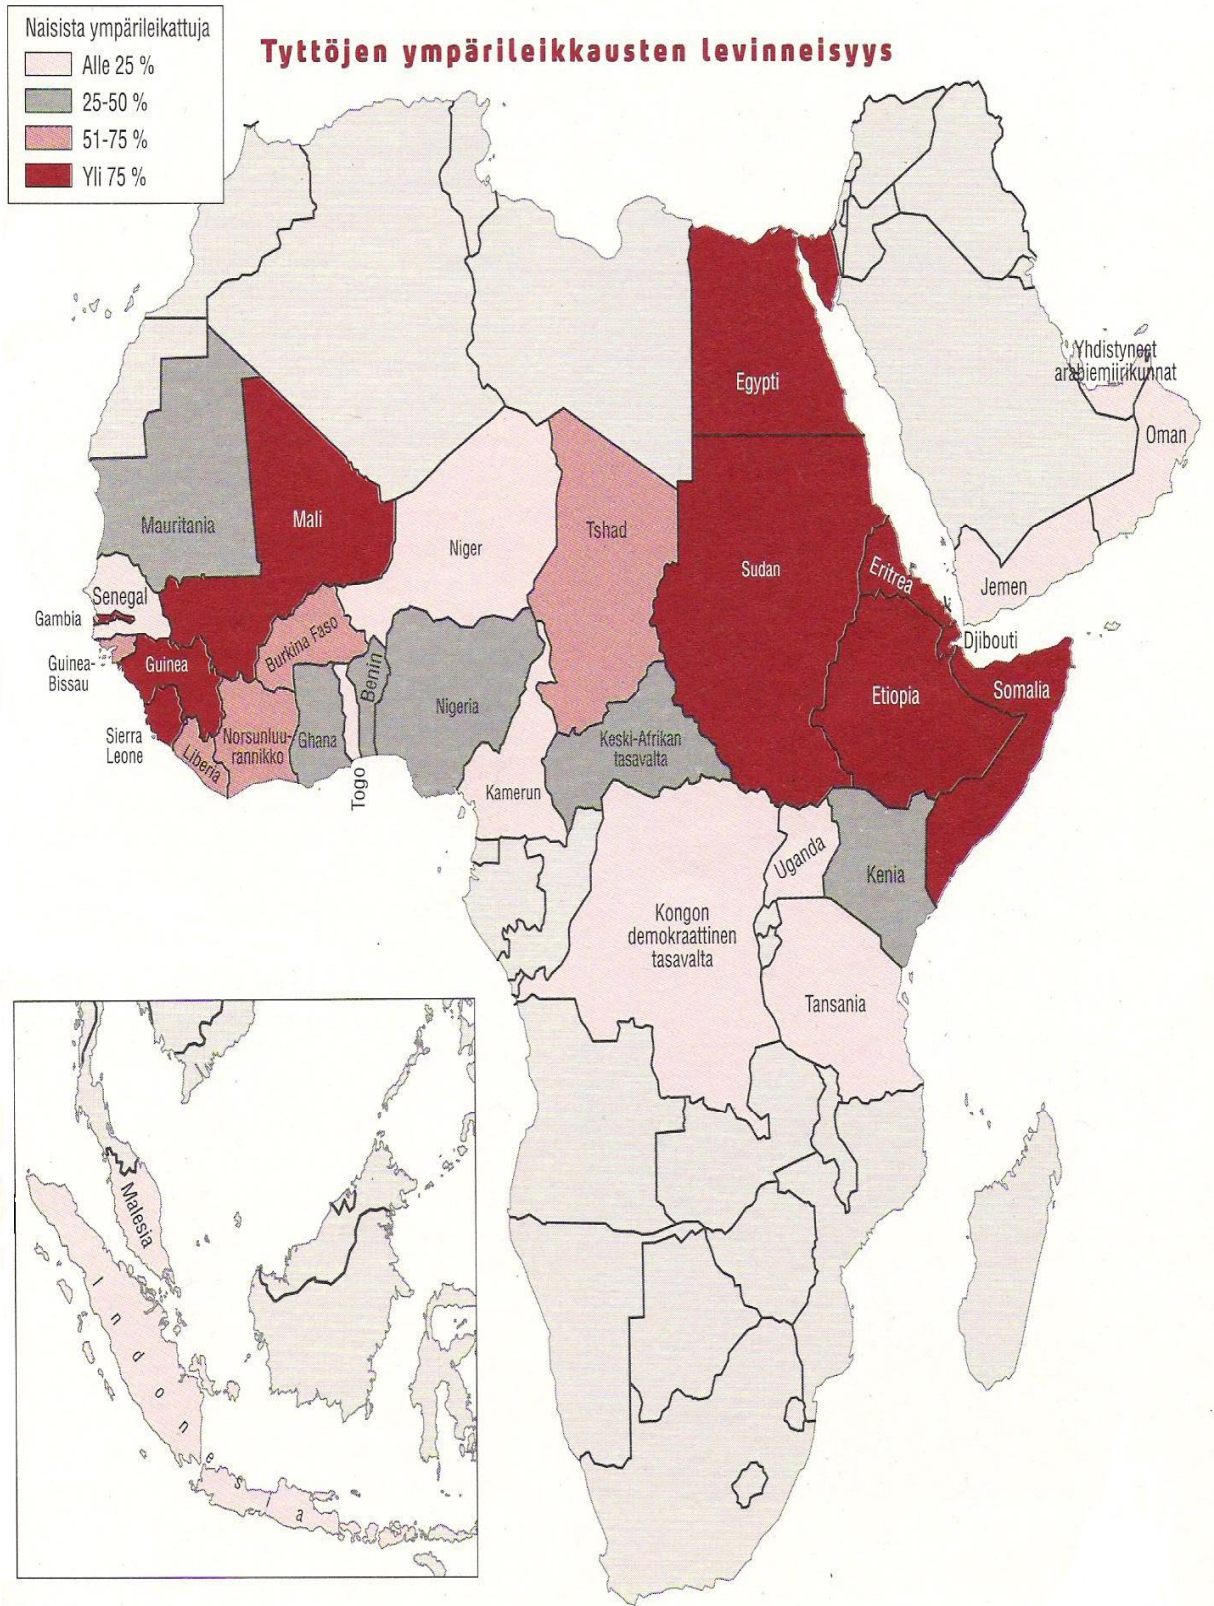 Naisista ympärileikattuja
Alle 25 %
25-50 %
51-75 %
Yli 75 %
Tyttöjen ympärileikkausten levinneisyys
Yhdistyneet
arabiemiirikunnat
Egypti
Oman
Mauritania
Mali
Niger
Tshad
Sudan
Eritrea
Jemen
Senegal
Gambia
Guinea-
Bissau
Guinea
Burkina Faso
Benin
Djibouti
Etiopia
Somalia
Sierra
Leone
Liberia
Norsunluu-
rannikko
Ghana
Togo
Nigeria
Keski-Afrikan
tasavalta
Kamerun
Uganda
Kenia
Kongon
demokraattinen
tasavalta
Tansania
Malesia
Indonesia